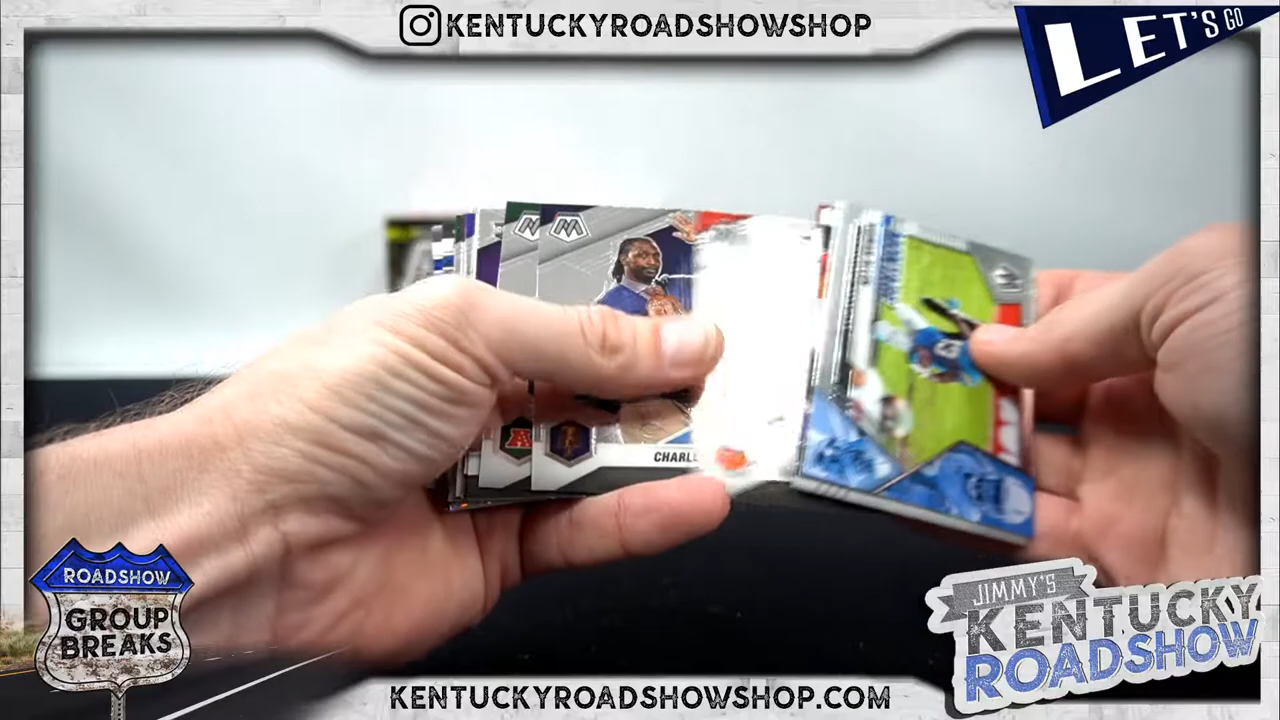 KENTUCKYROADSHOWSHOP
LET'S GO
CHARL
ROADSHOW
GROUP
BREAKS
JIMMY'S
KENTUCKY
ROADSHOW
KENTUCKYROADSHOWSHOP.COM